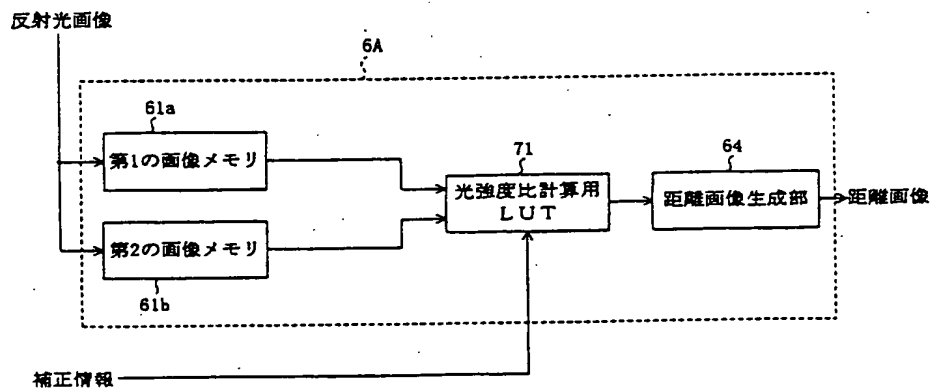 反射光画像
6A
61a
第1の画像メモリ
71
光強度比計算用
LUT
64
距離画像生成部
距離画像
第2の画像メモリ
61b
補正情報